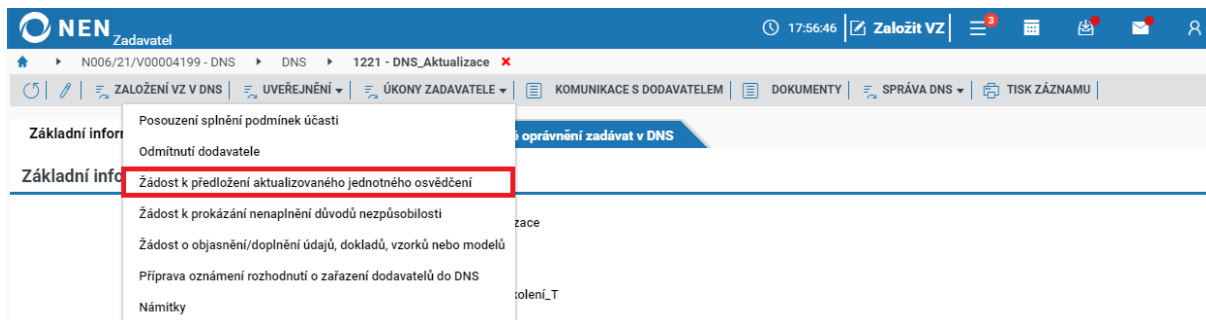 NEN Zadavatel 17:56:46 Založit VZ 3
N006/21/V00004199 - DNS DNS 1221 - DNS_Aktualizace
ZALOŽENÍ VZ V DNS UVEŘEJNĚNÍ ÚKONY ZADAVATELE KOMUNIKACE S DODAVATELEM DOKUMENTY SPRÁVA DNS TISK ZÁZNAMU
Posouzení splnění podmínek účasti
Základní inforr é oprávnění zadávat v DNS
Odmítnutí dodavatele
Základní info
Žádost k předložení aktualizovaného jednotného osvědčení
Žádost k prokázání nenaplnění důvodů nezpůsobilosti
zace
Žádost o objasnění/doplnění údajů, dokladů, vzorků nebo modelů
Příprava oznámení rozhodnutí o zařazení dodavatelů do DNS
kolení_T
Námitky